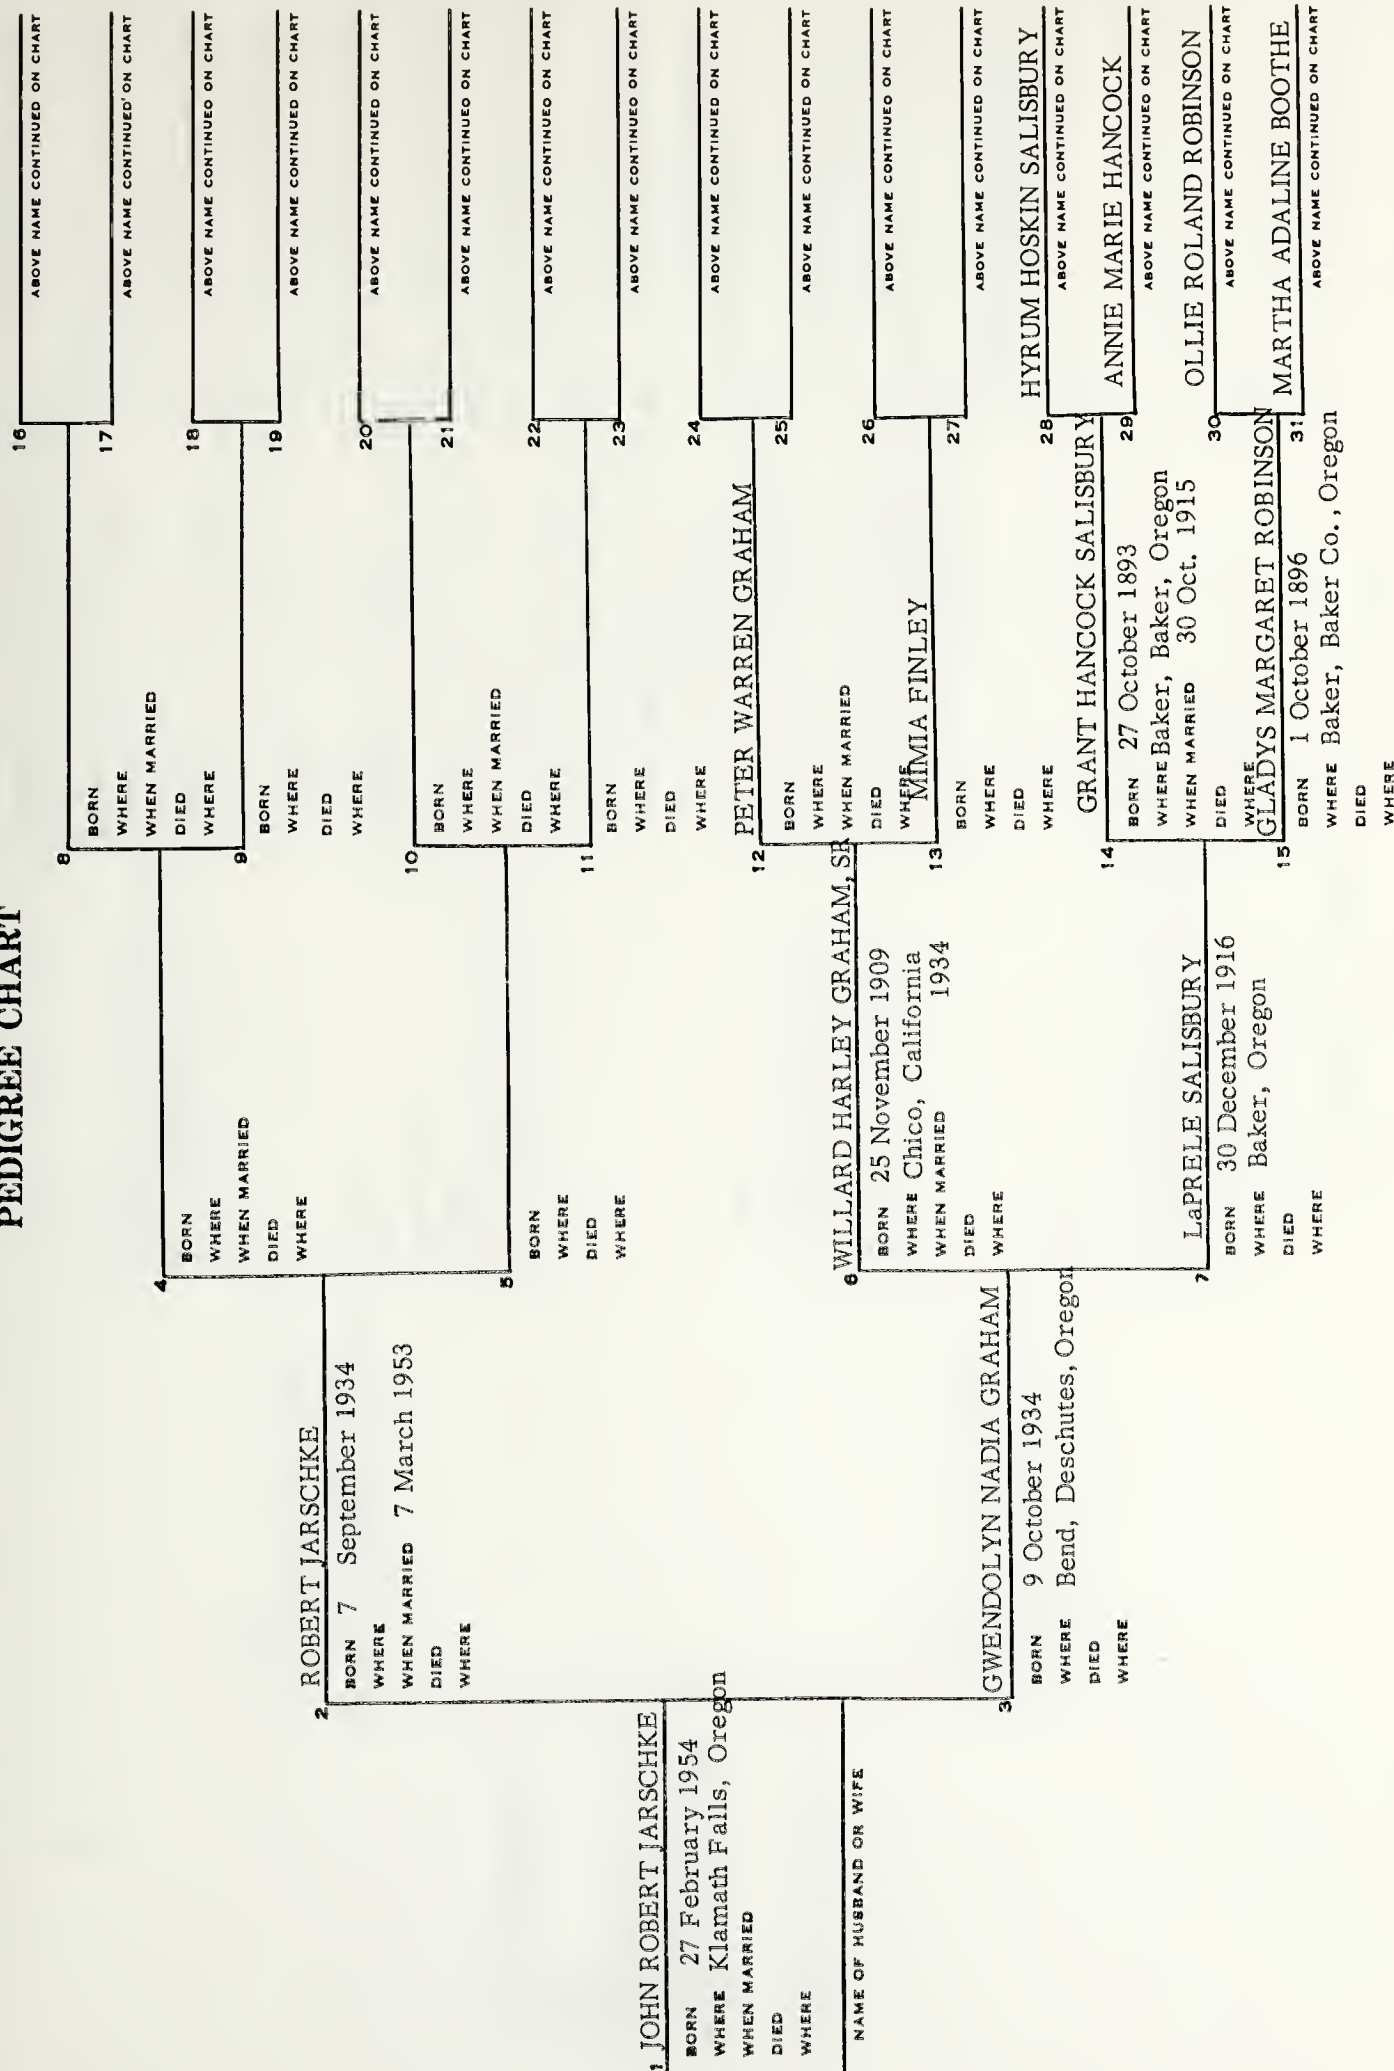 PEDIGREE CHART
1 JOHN ROBERT JARSCHKE
BORN 27 February 1954
WHERE Klamath Falls, Oregon
WHEN MARRIED
DIED
WHERE
NAME OF HUSBAND OR WIFE
2 ROBERT JARSCHKE
BORN 7 September 1934
WHERE
WHEN MARRIED 7 March 1953
DIED
WHERE
3 GWENDOLYN NADIA GRAHAM
BORN 9 October 1934
WHERE Bend, Deschutes, Oregon
DIED
WHERE
4
BORN
WHERE
WHEN MARRIED
DIED
WHERE
5
BORN
WHERE
DIED
WHERE
6 WILLARD HARLEY GRAHAM, SR
BORN 25 November 1909
WHERE Chico, California
WHEN MARRIED 1934
DIED
WHERE
7 LaPRELE SALISBURY
BORN 30 December 1916
WHERE Baker, Oregon
DIED
WHERE
8
BORN
WHERE
WHEN MARRIED
DIED
WHERE
9
BORN
WHERE
DIED
WHERE
10
BORN
WHERE
WHEN MARRIED
DIED
WHERE
11
BORN
WHERE
DIED
WHERE
12 PETER WARREN GRAHAM
BORN
WHERE
WHEN MARRIED
DIED
WHERE
13 MIMIA FINLEY
BORN
WHERE
DIED
WHERE
14 GRANT HANCOCK SALISBURY
BORN 27 October 1893
WHERE Baker, Baker, Oregon
WHEN MARRIED 30 Oct. 1915
DIED
WHERE
15 GLADYS MARGARET ROBINSON
BORN 1 October 1896
WHERE Baker, Baker Co., Oregon
DIED
WHERE
16
ABOVE NAME CONTINUED ON CHART
17
ABOVE NAME CONTINUED ON CHART
18
ABOVE NAME CONTINUED ON CHART
19
ABOVE NAME CONTINUED ON CHART
20
ABOVE NAME CONTINUED ON CHART
21
ABOVE NAME CONTINUED ON CHART
22
ABOVE NAME CONTINUED ON CHART
23
ABOVE NAME CONTINUED ON CHART
24
ABOVE NAME CONTINUED ON CHART
25
ABOVE NAME CONTINUED ON CHART
26
ABOVE NAME CONTINUED ON CHART
27
ABOVE NAME CONTINUED ON CHART
28 HYRUM HOSKIN SALISBURY
ABOVE NAME CONTINUED ON CHART
29 ANNIE MARIE HANCOCK
ABOVE NAME CONTINUED ON CHART
30 OLLIE ROLAND ROBINSON
ABOVE NAME CONTINUED ON CHART
31 MARTHA ADALINE BOOTHE
ABOVE NAME CONTINUED ON CHART